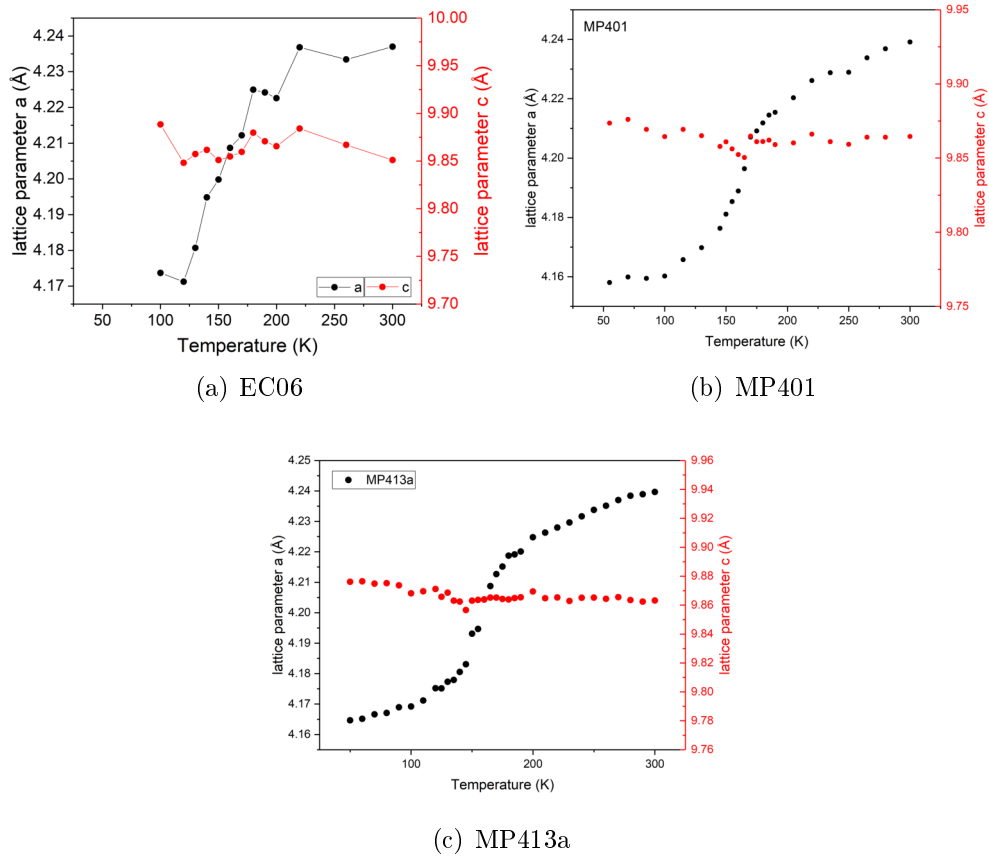 4.24
4.23
4.22
4.21
4.20
4.19
4.18
4.17
lattice parameter a (Å)
10.00
9.95
9.90
9.85
9.80
9.75
9.70
lattice parameter c (Å)
a
c
50 100 150 200 250 300
Temperature (K)
(a) EC06
MP401
4.24
4.22
4.20
4.18
4.16
lattice parameter a (Å)
9.95
9.90
9.85
9.80
9.75
lattice parameter c (Å)
50 100 150 200 250 300
Temperature (K)
(b) MP401
MP413a
4.25
4.24
4.23
4.22
4.21
4.20
4.19
4.18
4.17
4.16
lattice parameter a (Å)
9.96
9.94
9.92
9.90
9.88
9.86
9.84
9.82
9.80
9.78
9.76
lattice parameter c (Å)
100 200 300
Temperature (K)
(c) MP413a